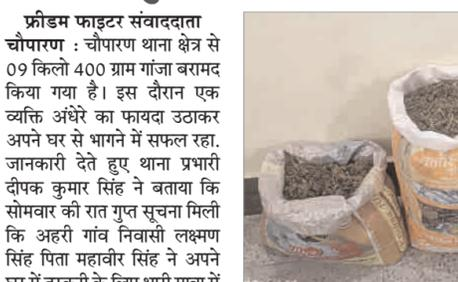 फ्रीडम फाइटर संवाददाता
चौपारण : चौपारण थाना क्षेत्र से
09 किलो 400 ग्राम गांजा बरामद
किया गया है। इस दौरान एक
व्यक्ति अंधेरे का फायदा उठाकर
अपने घर से भागने में सफल रहा.
जानकारी देते हुए थाना प्रभारी
दीपक कुमार सिंह ने बताया कि
सोमवार की रात गुप्त सूचना मिली
कि अहरी गांव निवासी लक्ष्मण
सिंह पिता महावीर सिंह ने अपने